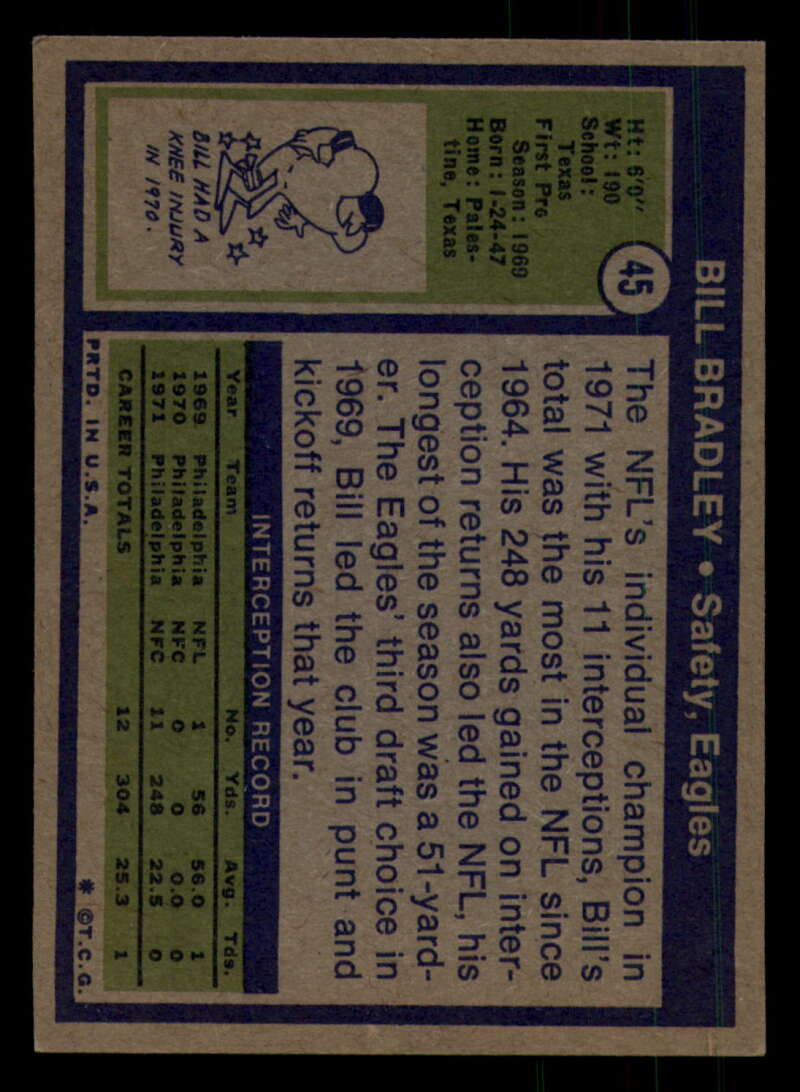 BILL BRADLEY • Safety, Eagles
45
Ht: 6'0"
Wt: 190
School:
Texas
First Pro
Season: 1969
Born: 1-24-47
Home: Pales-
tine, Texas
BILL HAD A
KNEE INJURY
IN 1970.
The NFL's individual champion in
1971 with his 11 interceptions, Bill's
total was the most in the NFL since
1964. His 248 yards gained on inter-
ception returns also led the NFL, his
longest of the season was a 51-yard-
er. The Eagles' third draft choice in
1969, Bill led the club in punt and
kickoff returns that year.
INTERCEPTION RECORD
Year Team No. Yds. Avg. Tds.
1969 Philadelphia NFL 1 56 56.0 1
1970 Philadelphia NFC 0 0 0.0 0
1971 Philadelphia NFC 11 248 22.5 0
CAREER TOTALS 12 304 25.3 1
PRTD. IN U.S.A. * ©T.C.G.